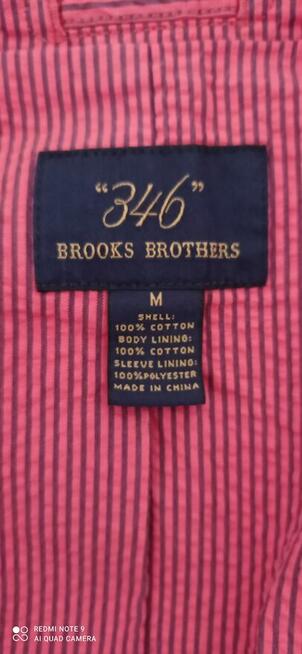 "346"
BROOKS BROTHERS
M
SHELL:
100% COTTON
BODY LINING:
100% COTTON
SLEEVE LINING:
100%POLYESTER
MADE IN CHINA
REDMI NOTE 9
AI QUAD CAMERA